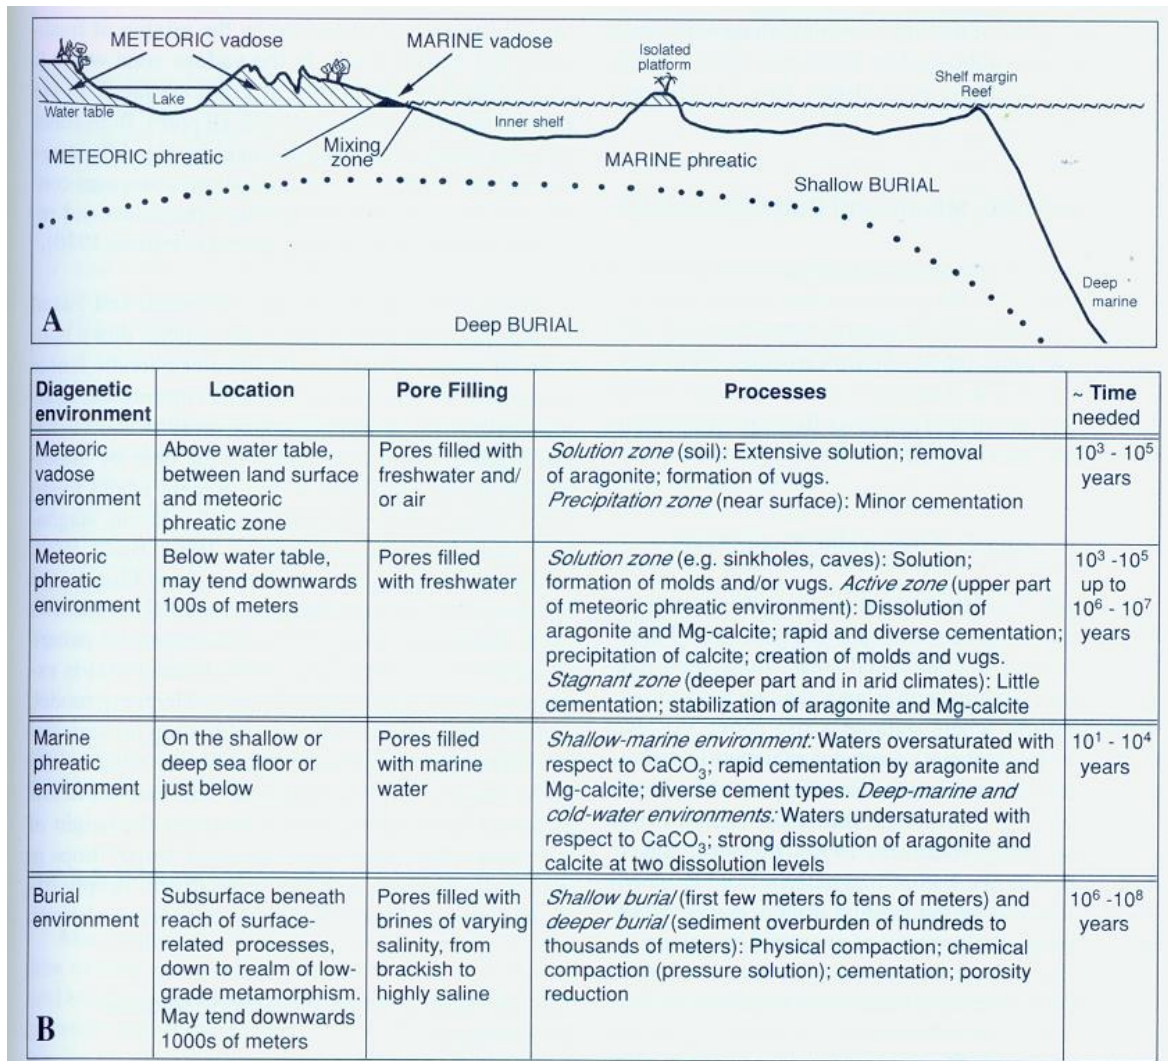 METEORIC vadose
MARINE vadose
Isolated
platform
Shelf margin
Reef
Lake
Water table
Inner shelf
Mixing
zone
METEORIC phreatic
MARINE phreatic
Shallow BURIAL
Deep
marine
A
Deep BURIAL
Diagenetic
environment
Location
Pore Filling
Processes
~ Time
needed
Meteoric
vadose
environment
Above water table,
between land surface
and meteoric
phreatic zone
Pores filled with
freshwater and/
or air
Solution zone (soil): Extensive solution; removal
of aragonite; formation of vugs.
Precipitation zone (near surface): Minor cementation
10³ - 10⁵
years
Meteoric
phreatic
environment
Below water table,
may tend downwards
100s of meters
Pores filled
with freshwater
Solution zone (e.g. sinkholes, caves): Solution;
formation of molds and/or vugs. Active zone (upper part
of meteoric phreatic environment): Dissolution of
aragonite and Mg-calcite; rapid and diverse cementation;
precipitation of calcite; creation of molds and vugs.
Stagnant zone (deeper part and in arid climates): Little
cementation; stabilization of aragonite and Mg-calcite
10³ -10⁵
up to
10⁶ - 10⁷
years
Marine
phreatic
environment
On the shallow or
deep sea floor or
just below
Pores filled
with marine
water
Shallow-marine environment: Waters oversaturated with
respect to CaCO₃; rapid cementation by aragonite and
Mg-calcite; diverse cement types. Deep-marine and
cold-water environments: Waters undersaturated with
respect to CaCO₃; strong dissolution of aragonite and
calcite at two dissolution levels
10¹ - 10⁴
years
Burial
environment
Subsurface beneath
reach of surface-
related processes,
down to realm of low-
grade metamorphism.
May tend downwards
1000s of meters
Pores filled with
brines of varying
salinity, from
brackish to
highly saline
Shallow burial (first few meters fo tens of meters) and
deeper burial (sediment overburden of hundreds to
thousands of meters): Physical compaction; chemical
compaction (pressure solution); cementation; porosity
reduction
10⁶ -10⁸
years
B